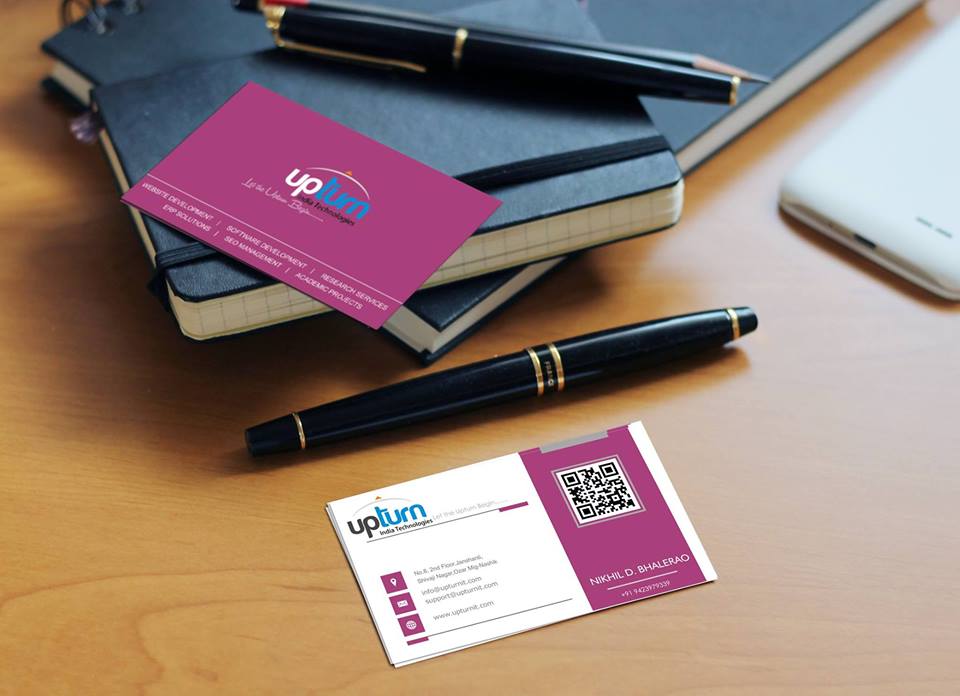 upturn
India Technologies
Let the Upturn Begin.......
WEBSITE DEVELOPMENT | SOFTWARE DEVELOPMENT | RESEARCH SERVICES
ERP SOLUTIONS | SEO MANAGEMENT | ACADEMIC PROJECTS
upturn
India Technologies
Let the Upturn Begin.......
No.8, 2nd Floor,Janshanti,
Shivaji Nagar,Ozar Mig-Nashik.
info@upturnit.com
support@upturnit.com
www.upturnit.com
NIKHIL D. BHALERAO
+91 9423979339